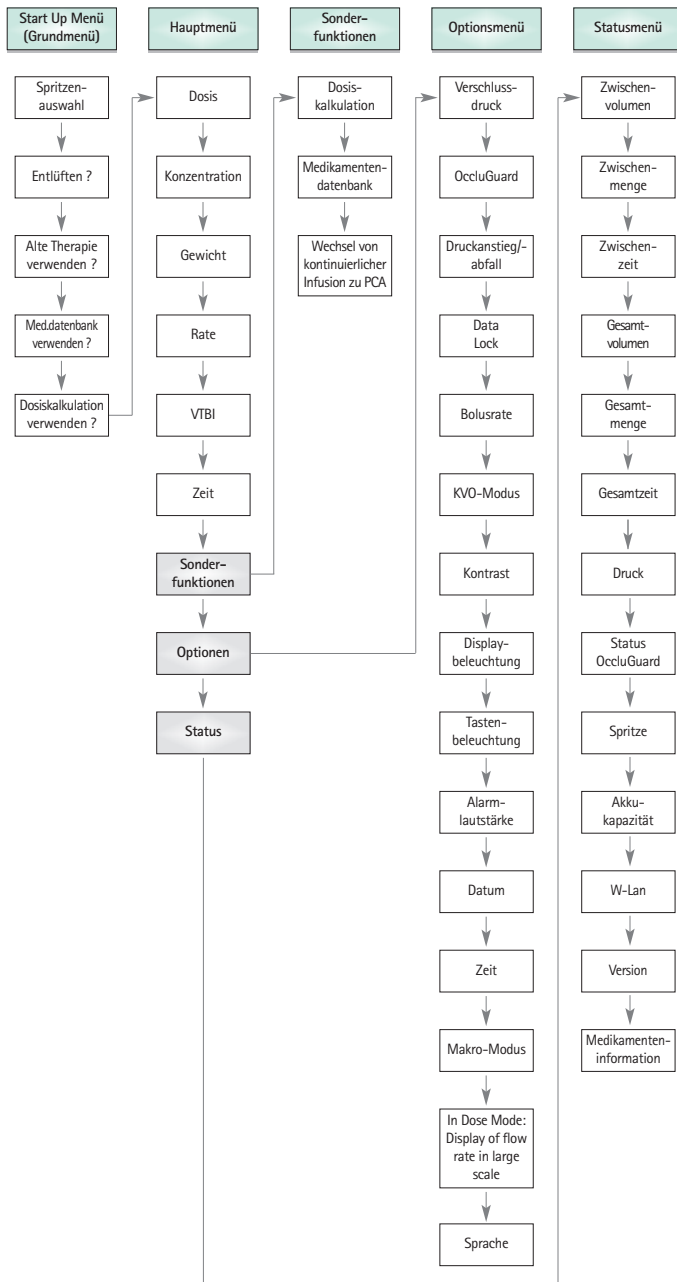 Start Up Menü
(Grundmenü)
Spritzen-
auswahl
Entlüften ?
Alte Therapie
verwenden ?
Med.datenbank
verwenden ?
Dosiskalkulation
verwenden ?
Hauptmenü
Dosis
Konzentration
Gewicht
Rate
VTBI
Zeit
Sonder-
funktionen
Optionen
Status
Sonder-
funktionen
Dosis-
kalkulation
Medikamenten-
datenbank
Wechsel von
kontinuierlicher
Infusion zu PCA
Optionsmenü
Verschluss-
druck
OccluGuard
Druckanstieg/-
abfall
Data
Lock
Bolusrate
KVO-Modus
Kontrast
Display-
beleuchtung
Tasten-
beleuchtung
Alarm-
lautstärke
Datum
Zeit
Makro-Modus
In Dose Mode:
Display of flow
rate in large
scale
Sprache
Statusmenü
Zwischen-
volumen
Zwischen-
menge
Zwischen-
zeit
Gesamt-
volumen
Gesamt-
menge
Gesamtzeit
Druck
Status
OccluGuard
Spritze
Akku-
kapazität
W-Lan
Version
Medikamenten-
information